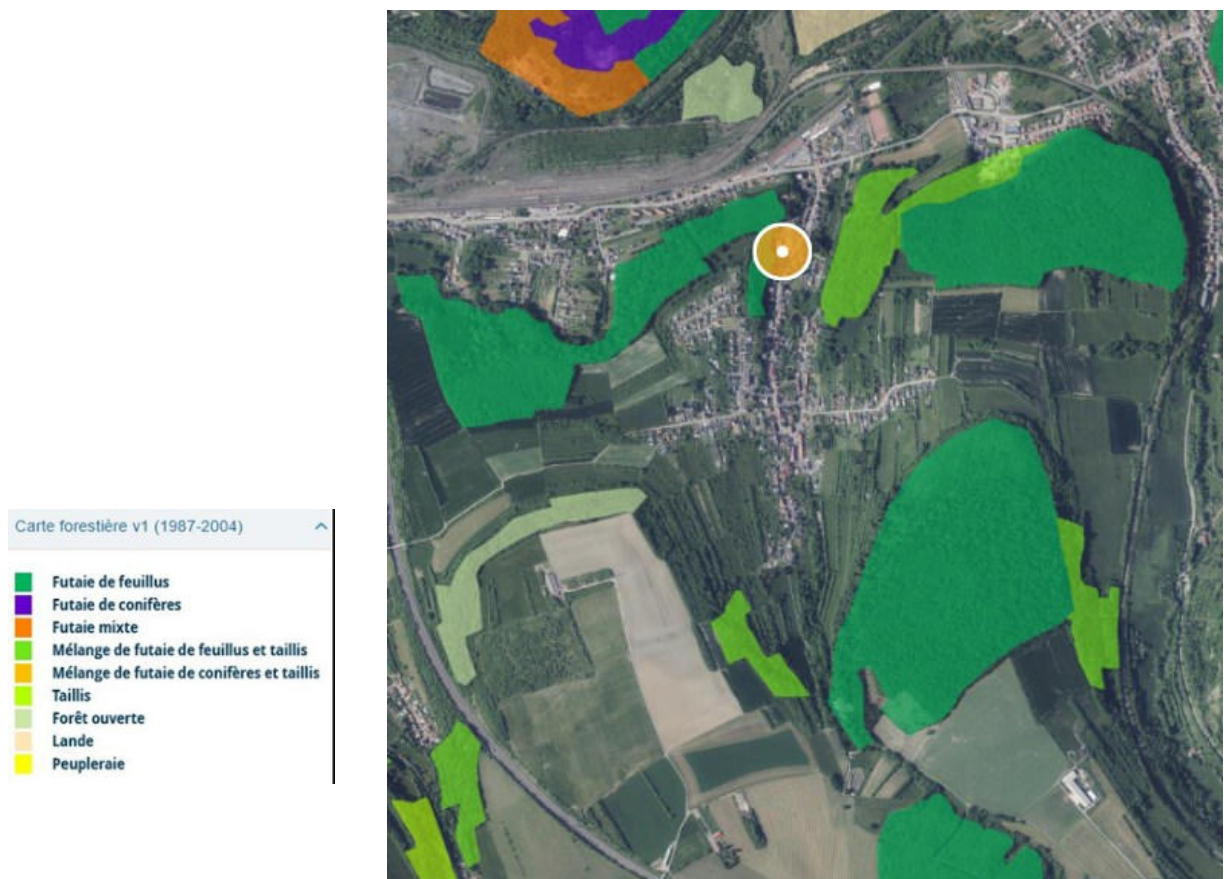 Carte forestière v1 (1987-2004)
Futaie de feuillus
Futaie de conifères
Futaie mixte
Mélange de futaie de feuillus et taillis
Mélange de futaie de conifères et taillis
Taillis
Forêt ouverte
Lande
Peupleraie